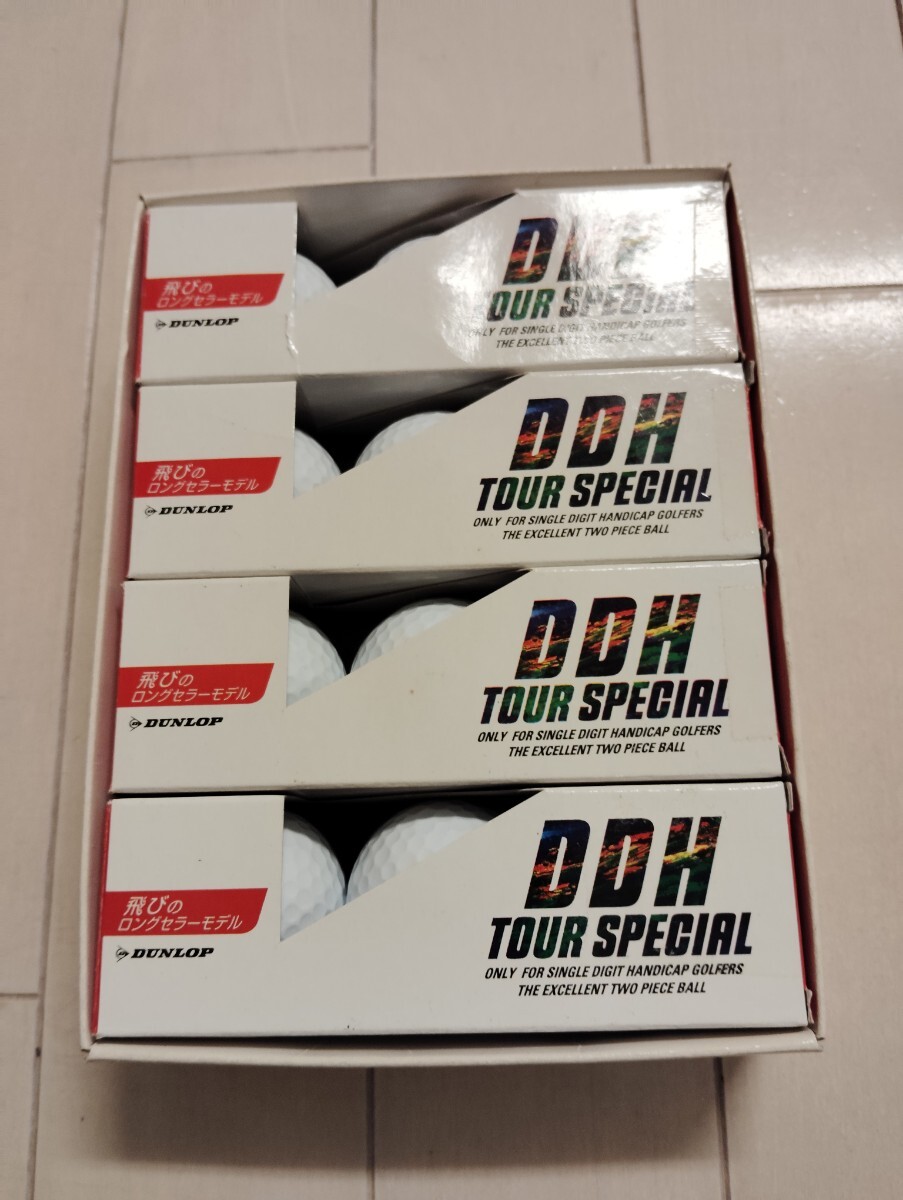 飛びの
ロングセラーモデル
DUNLOP
TOUR SPECIAL
ONLY FOR SINGLE DIGIT HANDICAP GOLFERS
THE EXCELLENT TWO PIECE BALL
飛びの
ロングセラーモデル
DUNLOP
DDH
TOUR SPECIAL
ONLY FOR SINGLE DIGIT HANDICAP GOLFERS
THE EXCELLENT TWO PIECE BALL
飛びの
ロングセラーモデル
DUNLOP
DDH
TOUR SPECIAL
ONLY FOR SINGLE DIGIT HANDICAP GOLFERS
THE EXCELLENT TWO PIECE BALL
飛びの
ロングセラーモデル
DUNLOP
DDH
TOUR SPECIAL
ONLY FOR SINGLE DIGIT HANDICAP GOLFERS
THE EXCELLENT TWO PIECE BALL